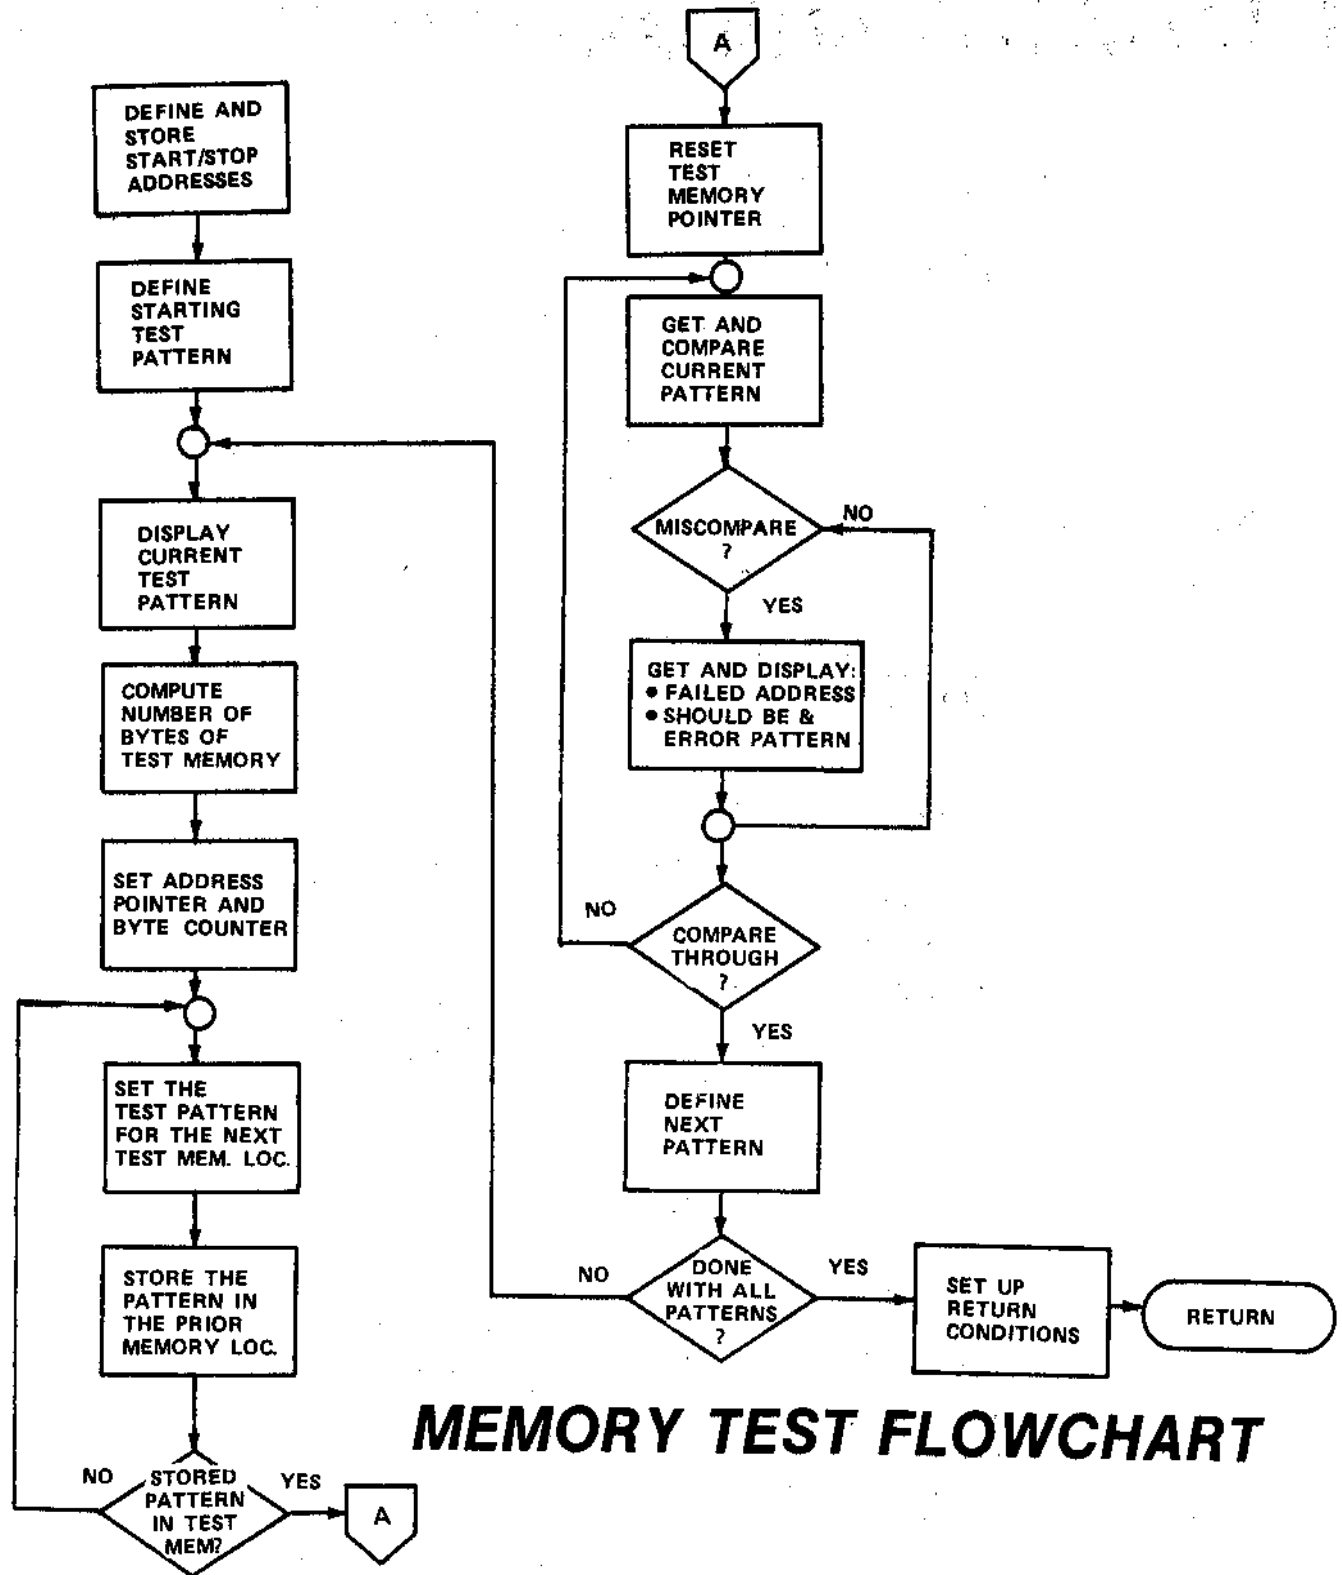 DEFINE AND
STORE
START/STOP
ADDRESSES
DEFINE
STARTING
TEST
PATTERN
DISPLAY
CURRENT
TEST
PATTERN
COMPUTE
NUMBER OF
BYTES OF
TEST MEMORY
SET ADDRESS
POINTER AND
BYTE COUNTER
SET THE
TEST PATTERN
FOR THE NEXT
TEST MEM. LOC.
STORE THE
PATTERN IN
THE PRIOR
MEMORY LOC.
NO
STORED
PATTERN
IN TEST
MEM?
YES
A
A
RESET
TEST
MEMORY
POINTER
GET AND
COMPARE
CURRENT
PATTERN
MISCOMPARE
?
NO
YES
GET AND DISPLAY:
• FAILED ADDRESS
• SHOULD BE &
ERROR PATTERN
NO
COMPARE
THROUGH
?
YES
DEFINE
NEXT
PATTERN
NO
DONE
WITH ALL
PATTERNS
?
YES
SET UP
RETURN
CONDITIONS
RETURN
MEMORY TEST FLOWCHART